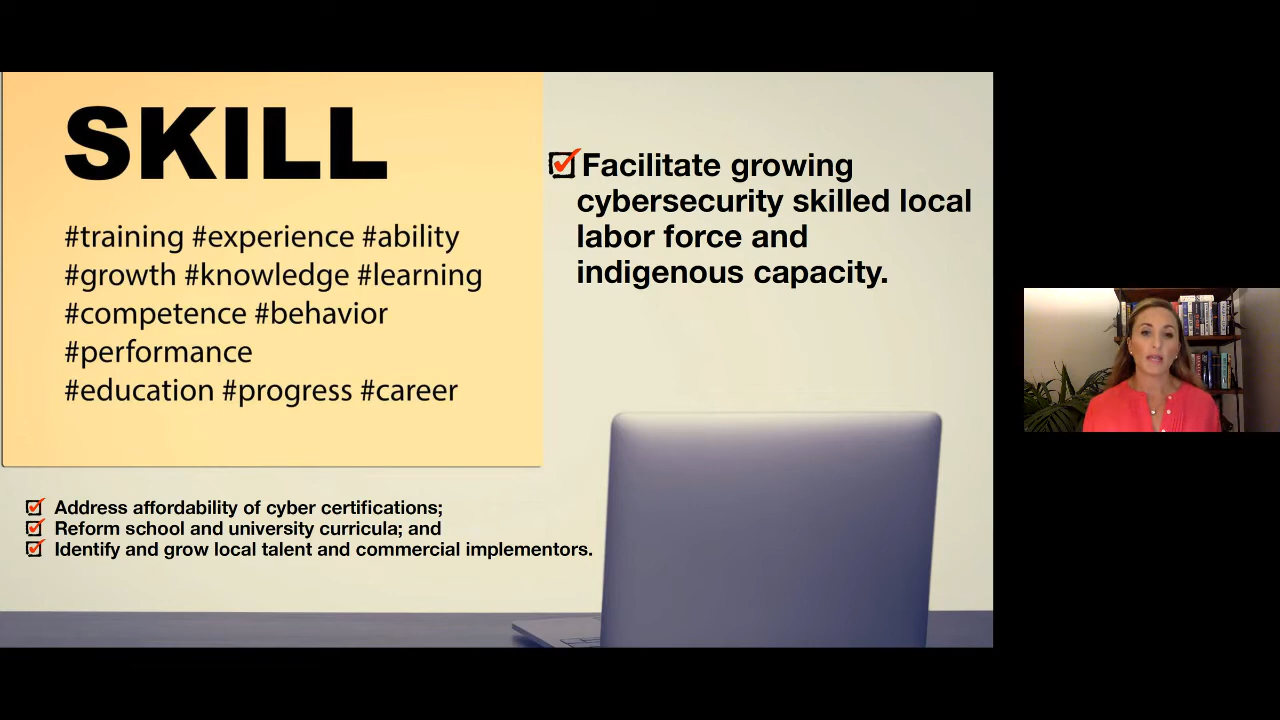 SKILL
#training #experience #ability
#growth #knowledge #learning
#competence #behavior
#performance
#education #progress #career
Facilitate growing
cybersecurity skilled local
labor force and
indigenous capacity.
Address affordability of cyber certifications;
Reform school and university curricula; and
Identify and grow local talent and commercial implementors.